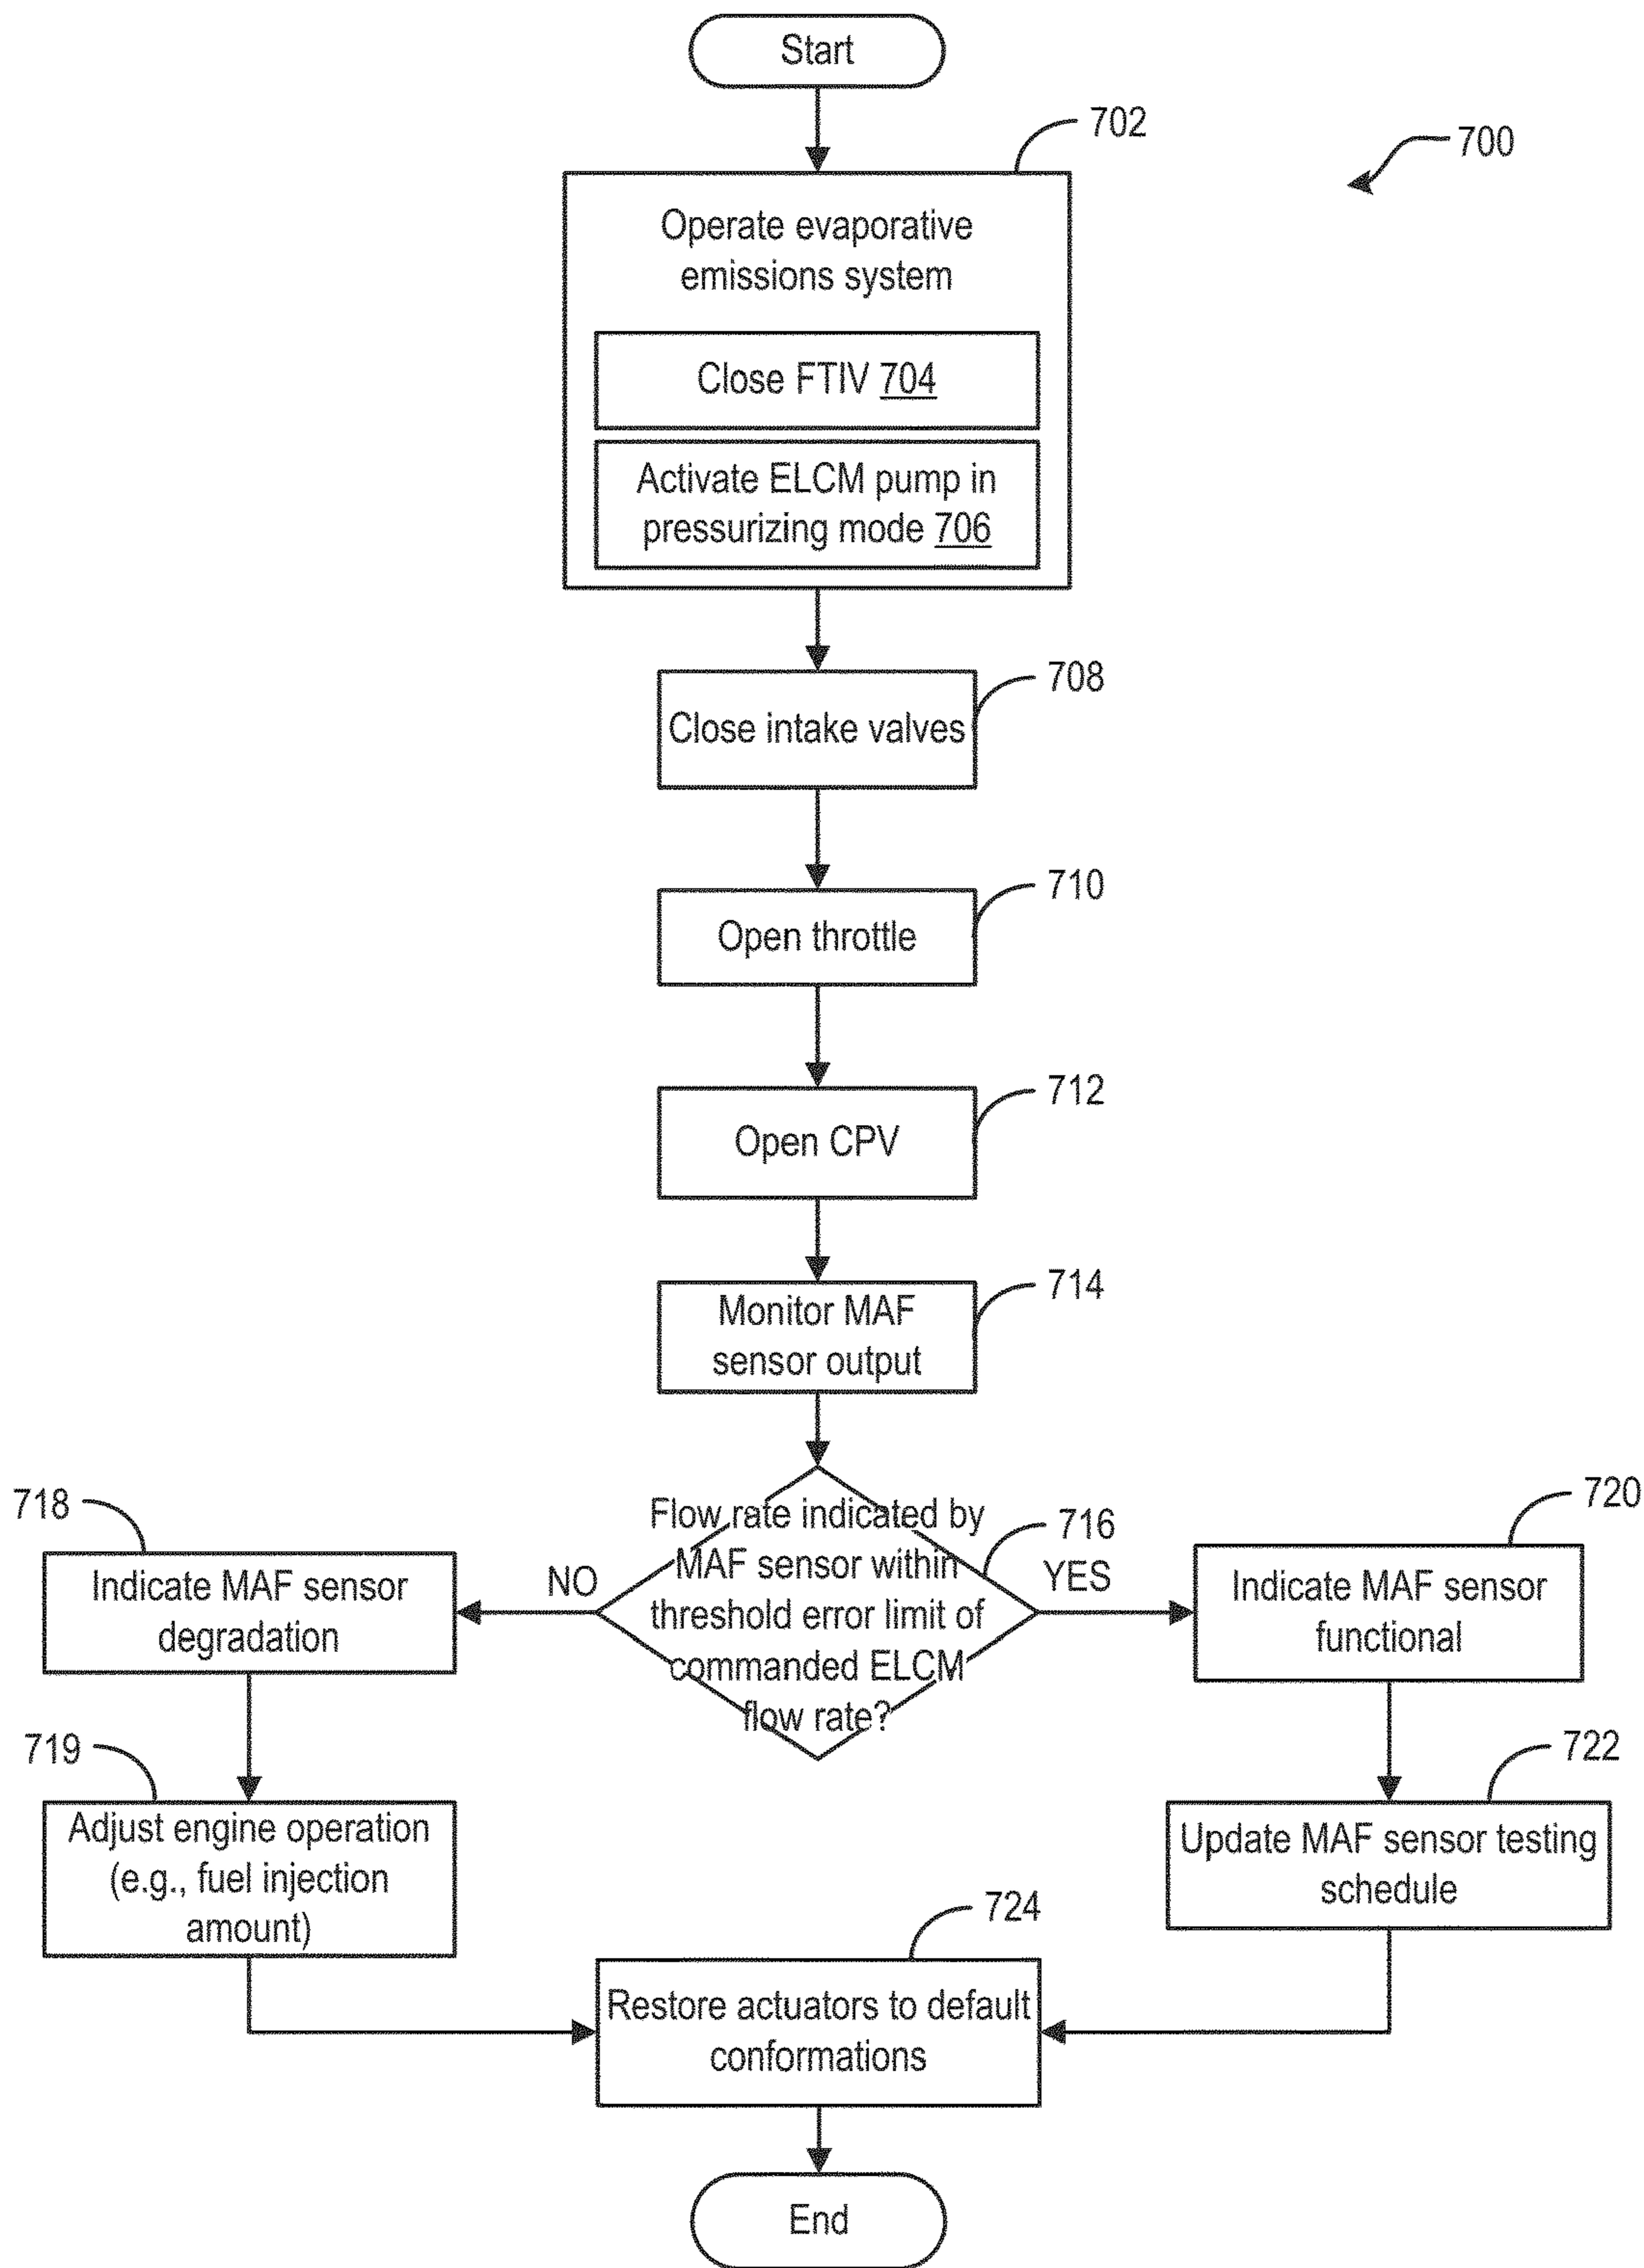 Start
702
700
Operate evaporative
emissions system
Close FTIV 704
Activate ELCM pump in
pressurizing mode 706
708
Close intake valves
710
Open throttle
712
Open CPV
714
Monitor MAF
sensor output
716
Flow rate indicated by
MAF sensor within
threshold error limit of
commanded ELCM
flow rate?
NO
YES
718
Indicate MAF sensor
degradation
720
Indicate MAF sensor
functional
719
Adjust engine operation
(e.g., fuel injection
amount)
722
Update MAF sensor testing
schedule
724
Restore actuators to default
conformations
End